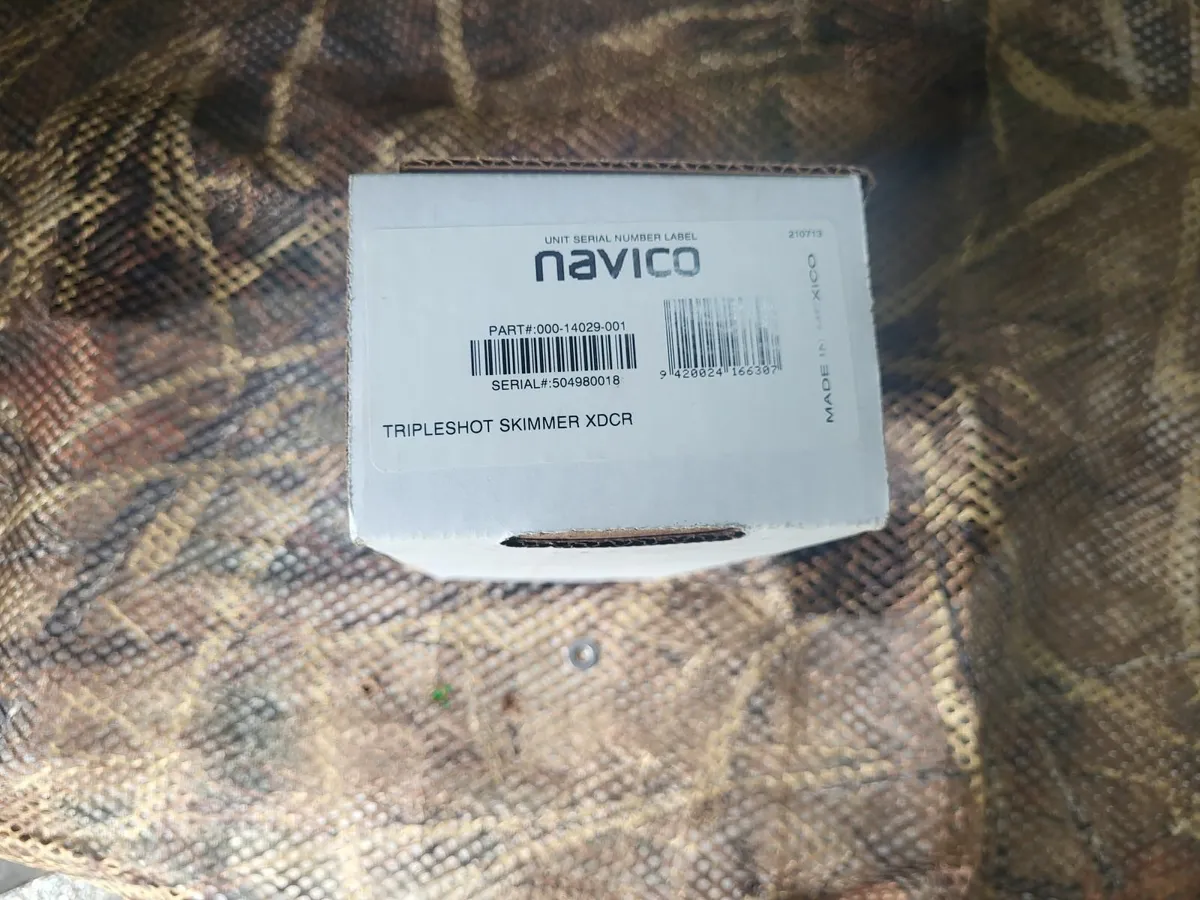 UNIT SERIAL NUMBER LABEL
navico
210713
PART#:000-14029-001
SERIAL#:504980018
9 420024 166307
TRIPLESHOT SKIMMER XDCR
MADE IN MEXICO